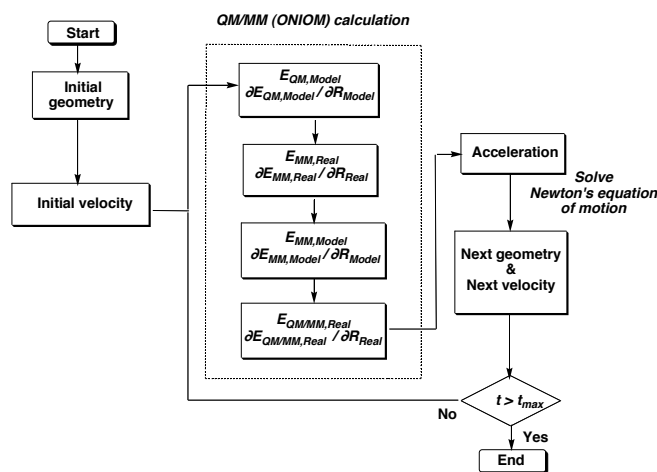 QM/MM (ONIOM) calculation
Start
Initial
geometry
Initial velocity
E_QM,Model
∂E_QM,Model / ∂R_Model
E_MM,Real
∂E_MM,Real / ∂R_Real
E_MM,Model
∂E_MM,Model / ∂R_Model
E_QM/MM,Real
∂E_QM/MM,Real / ∂R_Real
Acceleration
Solve
Newton's equation
of motion
Next geometry
&
Next velocity
t > t_max
No
Yes
End